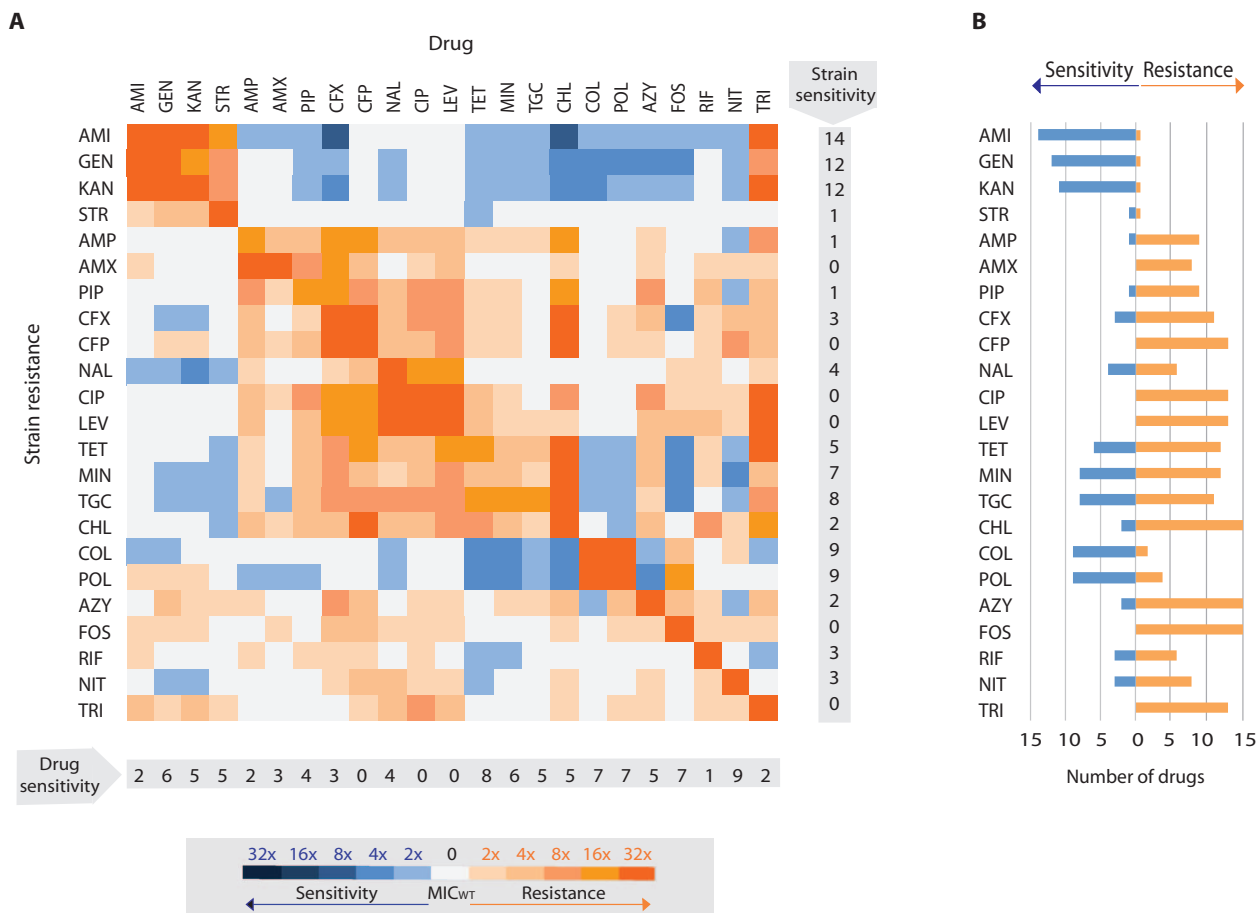 A
B
Drug
AMI GEN KAN STR AMP AMX PIP CFX CFP NAL CIP LEV TET MIN TGC CHL COL POL AZY FOS RIF NIT TRI
Strain
sensitivity
Strain resistance
AMI 14
GEN 12
KAN 12
STR 1
AMP 1
AMX 0
PIP 1
CFX 3
CFP 0
NAL 4
CIP 0
LEV 0
TET 5
MIN 7
TGC 8
CHL 2
COL 9
POL 9
AZY 2
FOS 0
RIF 3
NIT 3
TRI 0
Drug
sensitivity
2 6 5 5 2 3 4 3 0 4 0 0 8 6 5 5 7 7 5 7 1 9 2
32x 16x 8x 4x 2x 0 2x 4x 8x 16x 32x
Sensitivity MICWT Resistance
Sensitivity Resistance
AMI
GEN
KAN
STR
AMP
AMX
PIP
CFX
CFP
NAL
CIP
LEV
TET
MIN
TGC
CHL
COL
POL
AZY
FOS
RIF
NIT
TRI
15 10 5 0 5 10 15
Number of drugs